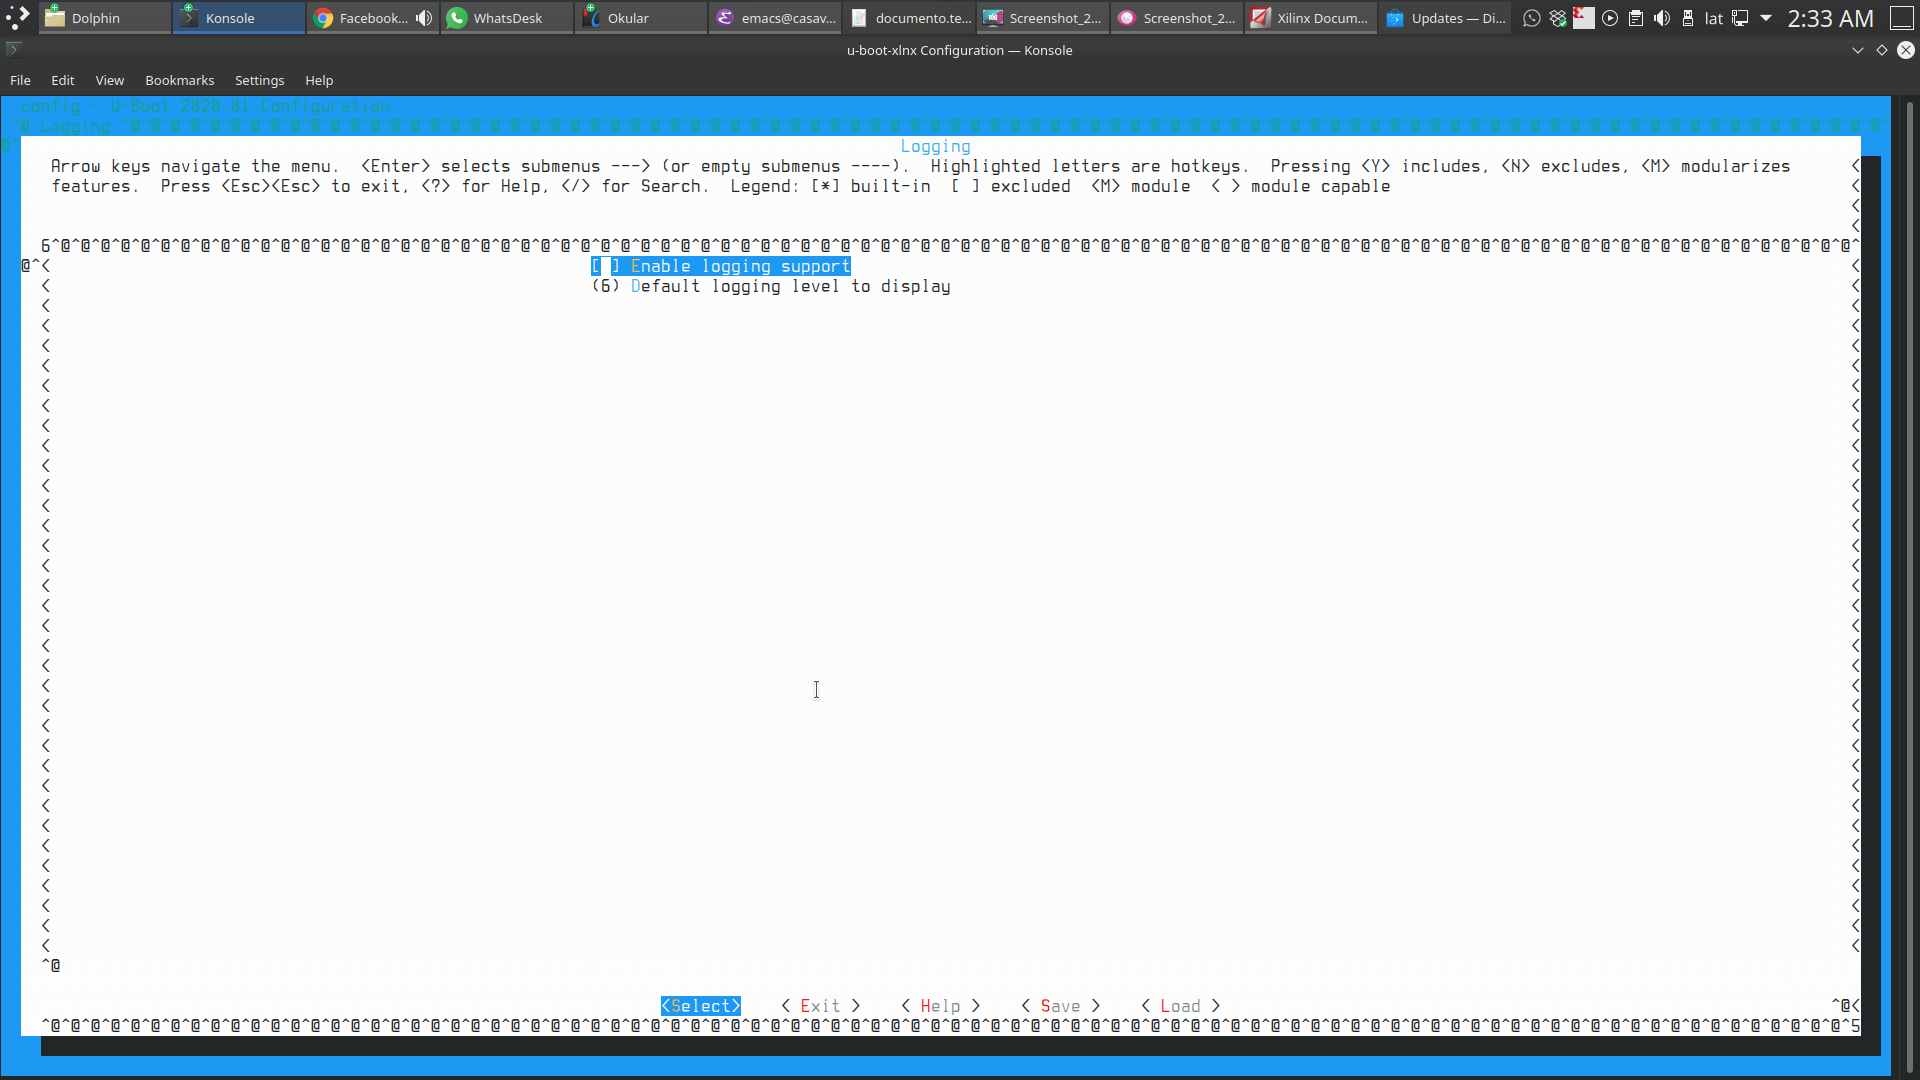 Dolphin
Konsole
Facebook...
WhatsDesk
Okular
emacs@casav...
documento.te...
Screenshot_2...
Screenshot_2...
Xilinx Docum...
Updates — Di...
lat
2:33 AM
u-boot-xlnx Configuration — Konsole
File Edit View Bookmarks Settings Help
.config - U-Boot 2020.01 Configuration
Logging
Logging
Arrow keys navigate the menu. <Enter> selects submenus ---> (or empty submenus ----). Highlighted letters are hotkeys. Pressing <Y> includes, <N> excludes, <M> modularizes
features. Press <Esc><Esc> to exit, <?> for Help, </> for Search. Legend: [*] built-in [ ] excluded <M> module < > module capable
[ ] Enable logging support
(6) Default logging level to display
<Select> < Exit > < Help > < Save > < Load >